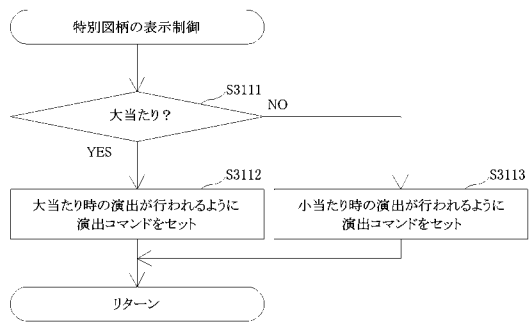 特別図柄の表示制御
S3111
大当たり？
NO
YES
S3112
S3113
大当たり時の演出が行われるように
演出コマンドをセット
小当たり時の演出が行われるように
演出コマンドをセット
リターン